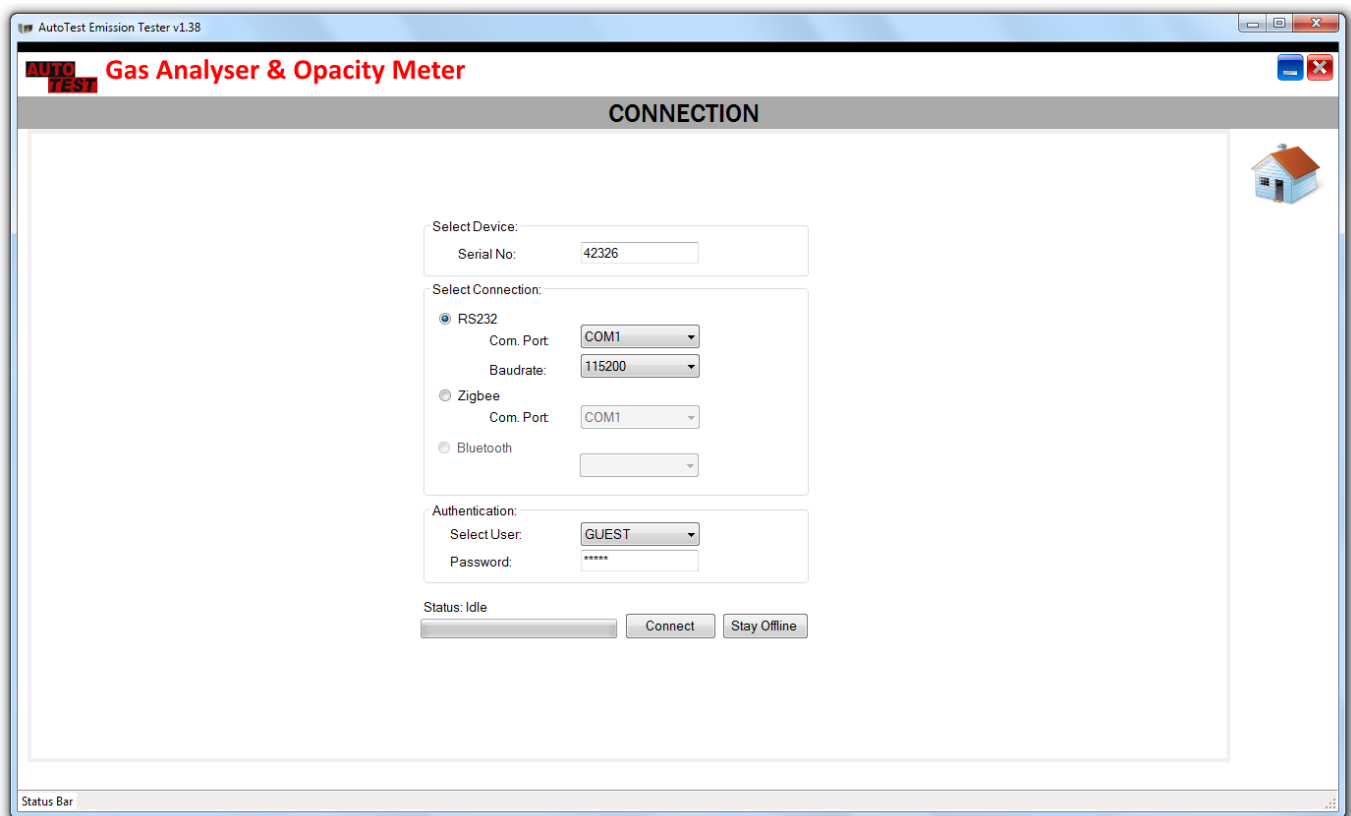 AutoTest Emission Tester v1.38
AUTO
TEST
Gas Analyser & Opacity Meter
CONNECTION
Select Device:
Serial No: 42326
Select Connection:
RS232
Com. Port: COM1
Baudrate: 115200
Zigbee
Com. Port: COM1
Bluetooth
Authentication:
Select User: GUEST
Password: *****
Status: Idle
Connect Stay Offline
Status Bar